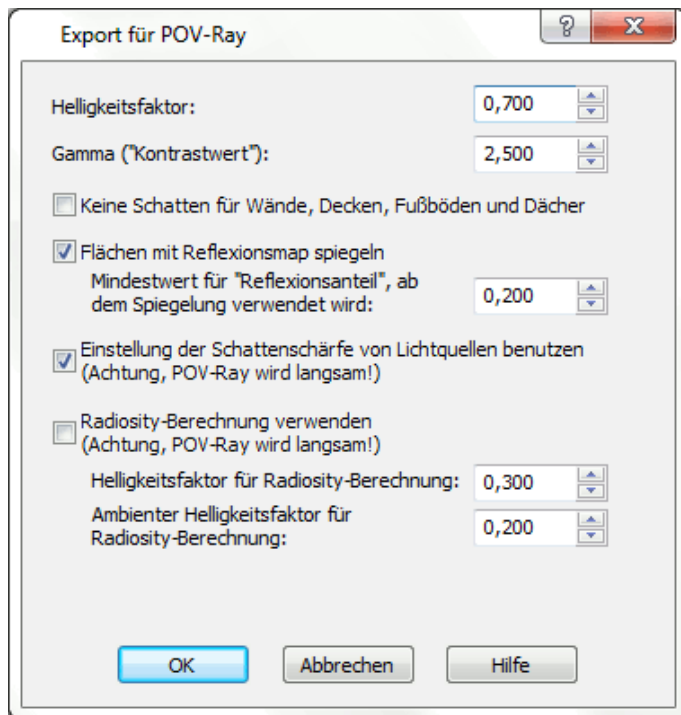 Export für POV-Ray
Helligkeitsfaktor: 0,700
Gamma ("Kontrastwert"): 2,500
Keine Schatten für Wände, Decken, Fußböden und Dächer
Flächen mit Reflexionsmap spiegeln
Mindestwert für "Reflexionsanteil", ab
dem Spiegelung verwendet wird: 0,200
Einstellung der Schattenschärfe von Lichtquellen benutzen
(Achtung, POV-Ray wird langsam!)
Radiosity-Berechnung verwenden
(Achtung, POV-Ray wird langsam!)
Helligkeitsfaktor für Radiosity-Berechnung: 0,300
Ambienter Helligkeitsfaktor für
Radiosity-Berechnung: 0,200
OK Abbrechen Hilfe